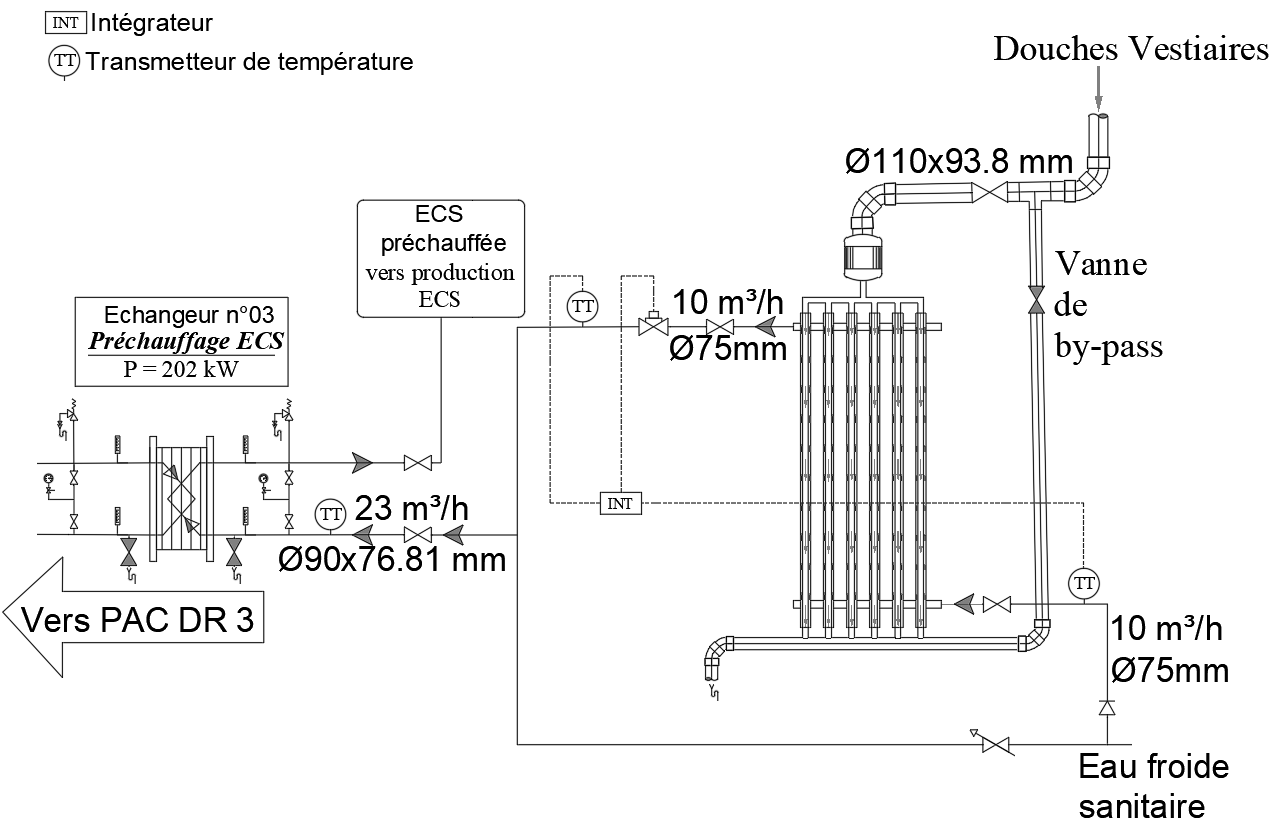 INT Intégrateur
TT Transmetteur de température
Douches Vestiaires
Ø110x93.8 mm
ECS
préchauffée
vers production
ECS
Vanne
de
by-pass
Echangeur n°03
Préchauffage ECS
P = 202 kW
TT
10 m³/h
Ø75mm
INT
TT
23 m³/h
Ø90x76.81 mm
TT
Vers PAC DR 3
10 m³/h
Ø75mm
Eau froide
sanitaire